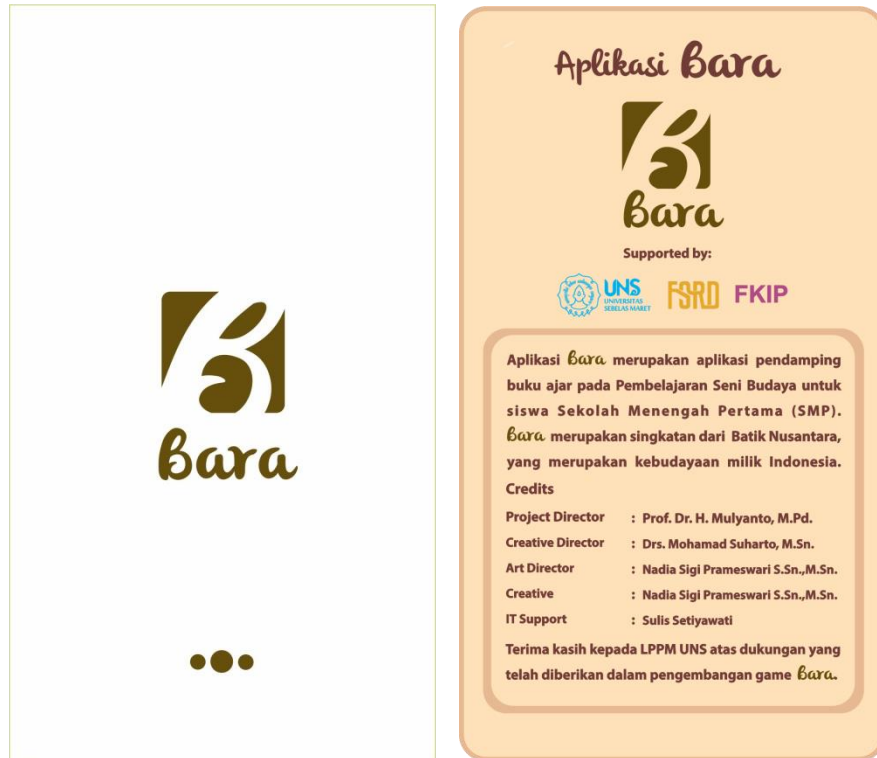 Bara
Aplikasi Bara
Bara
Supported by:
UNS
UNIVERSITAS
SEBELAS MARET
FSRD
FKIP
Aplikasi Bara merupakan aplikasi pendamping
buku ajar pada Pembelajaran Seni Budaya untuk
siswa Sekolah Menengah Pertama (SMP).
Bara merupakan singkatan dari Batik Nusantara,
yang merupakan kebudayaan milik Indonesia.
Credits
Project Director : Prof. Dr. H. Mulyanto, M.Pd.
Creative Director : Drs. Mohamad Suharto, M.Sn.
Art Director : Nadia Sigi Prameswari S.Sn.,M.Sn.
Creative : Nadia Sigi Prameswari S.Sn.,M.Sn.
IT Support : Sulis Setiyawati
Terima kasih kepada LPPM UNS atas dukungan yang
telah diberikan dalam pengembangan game Bara.